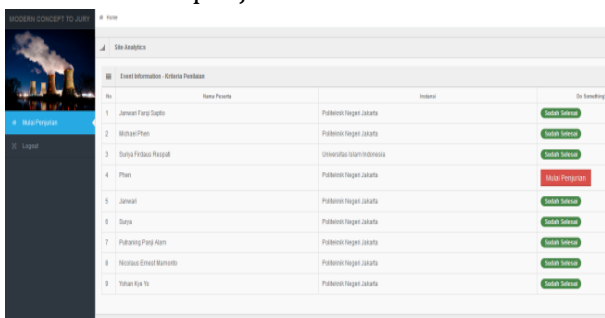 MODERN CONCEPT TO JURY
Home
Site Analytics
Event Information - Kriteria Penilaian
No Nama Peserta Instansi Do Something
1 Janwari Fanji Saptio Politeknik Negeri Jakarta Sudah Selesai
2 Michael Phen Politeknik Negeri Jakarta Sudah Selesai
Mulai Penjurian
3 Suriya Firdaus Raspati Universitas Islam Indonesia Sudah Selesai
Logout
4 Phen Politeknik Negeri Jakarta Mulai Penjurian
5 Janwari Politeknik Negeri Jakarta Sudah Selesai
6 Surya Politeknik Negeri Jakarta Sudah Selesai
7 Putraning Panji Alam Politeknik Negeri Jakarta Sudah Selesai
8 Nicolaus Ernest Politeknik Negeri Jakarta Sudah Selesai
9 Yohan Kye Yo Politeknik Negeri Jakarta Sudah Selesai